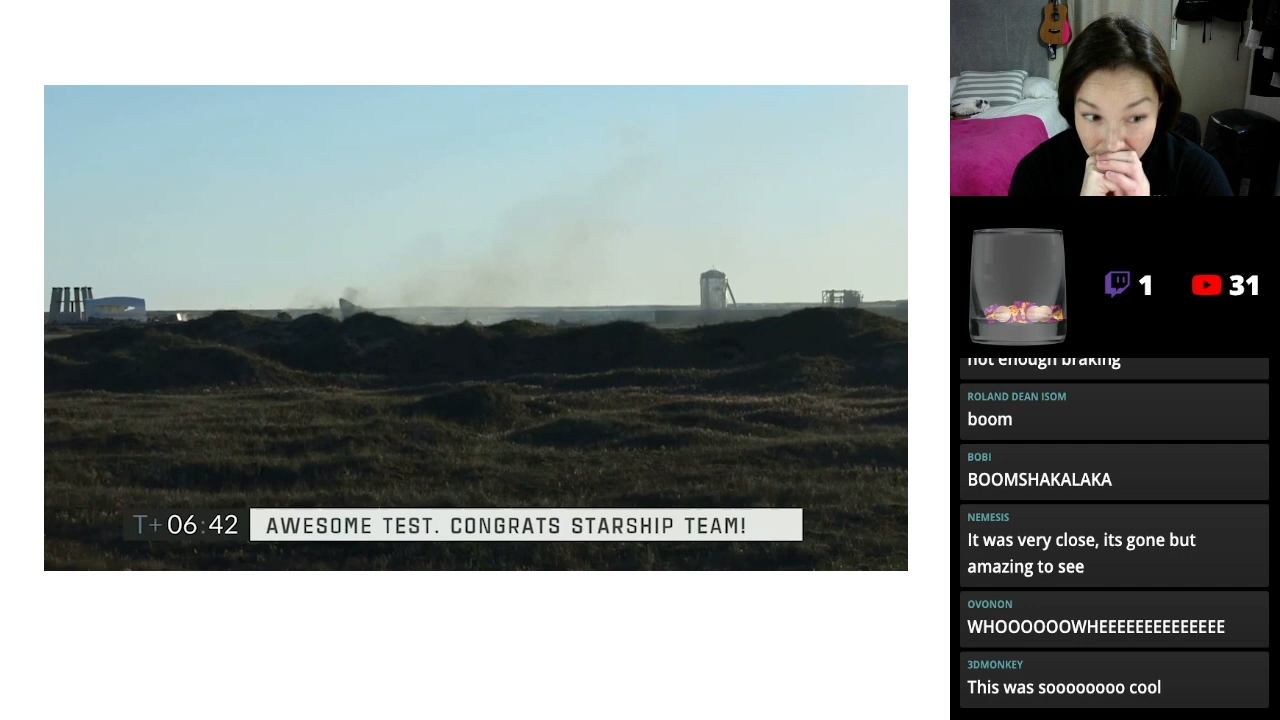 T+ 06:42
AWESOME TEST. CONGRATS STARSHIP TEAM!
1
31
not enough braking
ROLAND DEAN ISOM
boom
BOBI
BOOMSHAKALAKA
NEMESIS
It was very close, its gone but
amazing to see
OVONON
WHOOOOOOWHEEEEEEEEEEEEEE
3DMONKEY
This was soooooooo cool